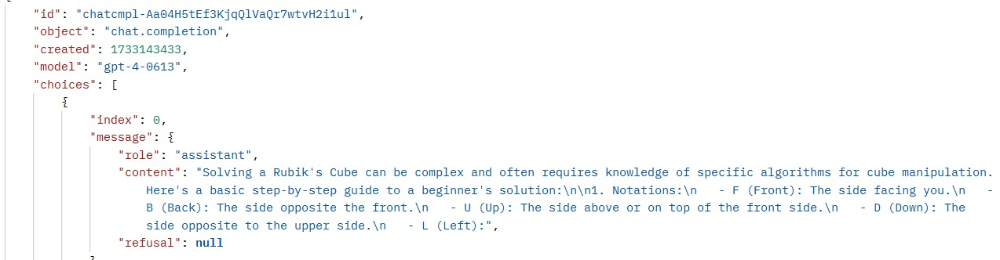 "id": "chatcmpl-Aa04H5tEf3KjqQlVaQr7wtvH2i1ul",
"object": "chat.completion",
"created": 1733143433,
"model": "gpt-4-0613",
"choices": [
{
"index": 0,
"message": {
"role": "assistant",
"content": "Solving a Rubik's Cube can be complex and often requires knowledge of specific algorithms for cube manipulation.
Here's a basic step-by-step guide to a beginner's solution:\n\n1. Notations:\n   - F (Front): The side facing you.\n   -
B (Back): The side opposite the front.\n   - U (Up): The side above or on top of the front side.\n   - D (Down): The
side opposite to the upper side.\n   - L (Left):",
"refusal": null